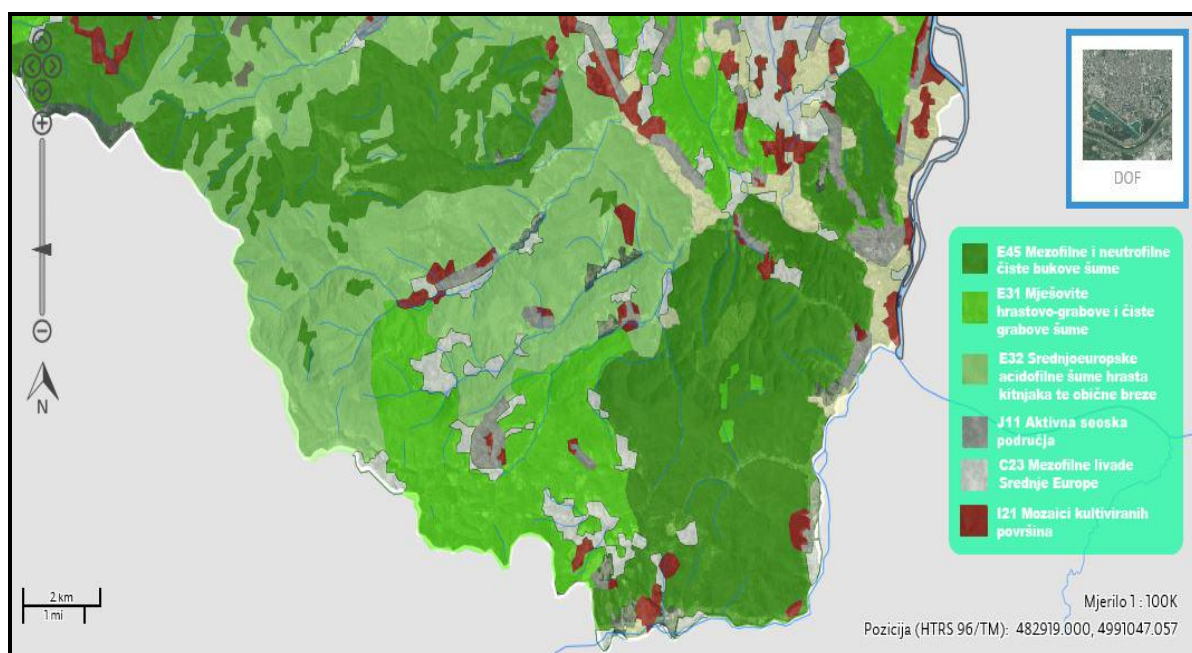 N
2 km
1 mi
DOF
E45 Mezofilne i neutrofilne
čiste bukove šume
E31 Mješovite
hrastovo-grabove i čiste
grabove šume
E32 Srednjoeuropske
acidofilne šume hrasta
kitnjaka te obične breze
J11 Aktivna seoska
područja
C23 Mezofilne livade
Srednje Europe
I21 Mozaici kultiviranih
površina
Mjerilo 1 : 100K
Pozicija (HTRS 96/TM): 482919.000, 4991047.057